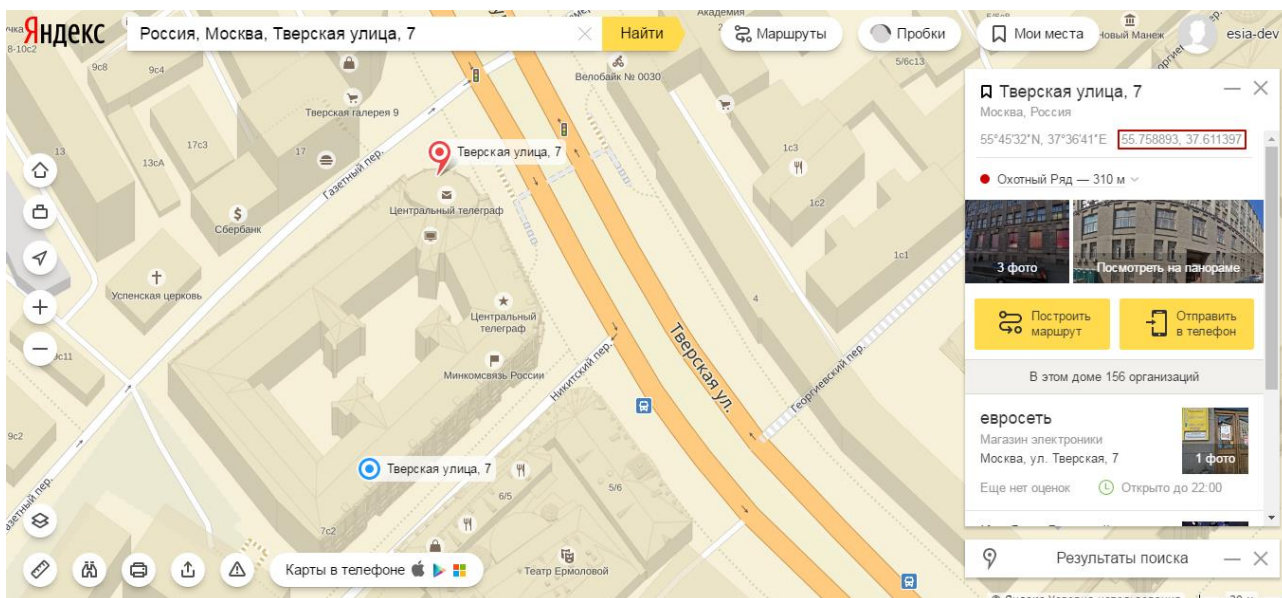 Яндекс
Россия, Москва, Тверская улица, 7
Найти
Маршруты
Пробки
Мои места
esia-dev
Академия
Новый Манеж
8-10с2
9с8
9с4
Велобайк № 0030
5/6с13
Тверская галерея 9
13
13сА
17с3
17
Газетный пер.
Тверская улица, 7
1с3
Центральный телеграф
1с2
Сбербанк
$
1с1
Успенская церковь
4
Центральный
телеграф
Тверская ул.
Георгиевский пер.
Никитский пер.
Минкомсвязь России
9с2
Тверская улица, 7
6/5
5/6
7с2
Театр Ермоловой
Карты в телефоне
Тверская улица, 7
Москва, Россия
55°45'32"N, 37°36'41"E
55.758893, 37.611397
Охотный Ряд — 310 м
3 фото
Посмотреть на панораме
Построить
маршрут
Отправить
в телефон
В этом доме 156 организаций
евросеть
Магазин электроники
Москва, ул. Тверская, 7
1 фото
Еще нет оценок
Открыто до 22:00
Результаты поиска